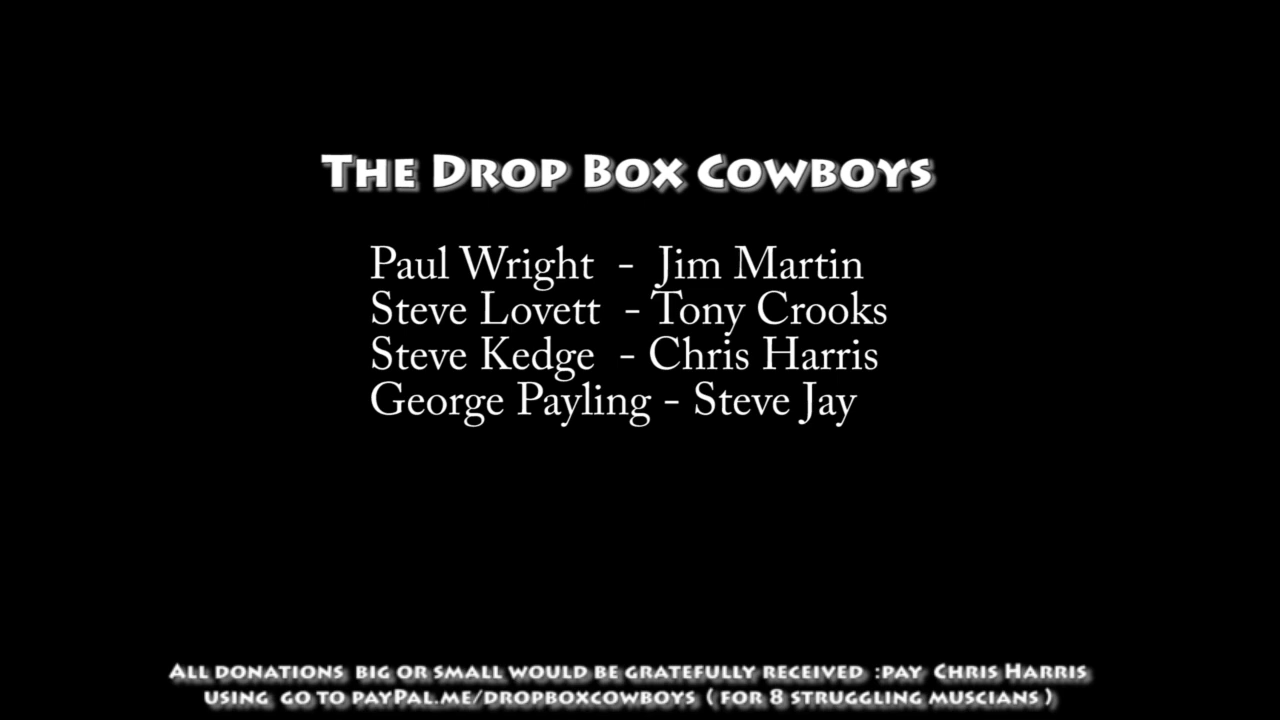 The Drop Box Cowboys
Paul Wright - Jim Martin
Steve Lovett - Tony Crooks
Steve Kedge - Chris Harris
George Payling - Steve Jay
All donations big or small would be gratefully received :pay Chris Harris
using go to payPal.me/dropboxcowboys ( for 8 struggling muscians )